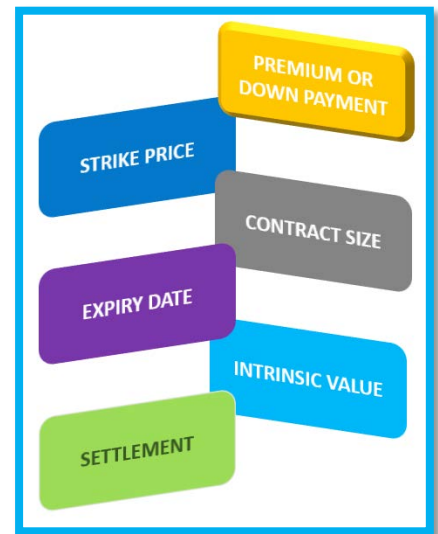 PREMIUM OR
DOWN PAYMENT
STRIKE PRICE
CONTRACT SIZE
EXPIRY DATE
INTRINSIC VALUE
SETTLEMENT